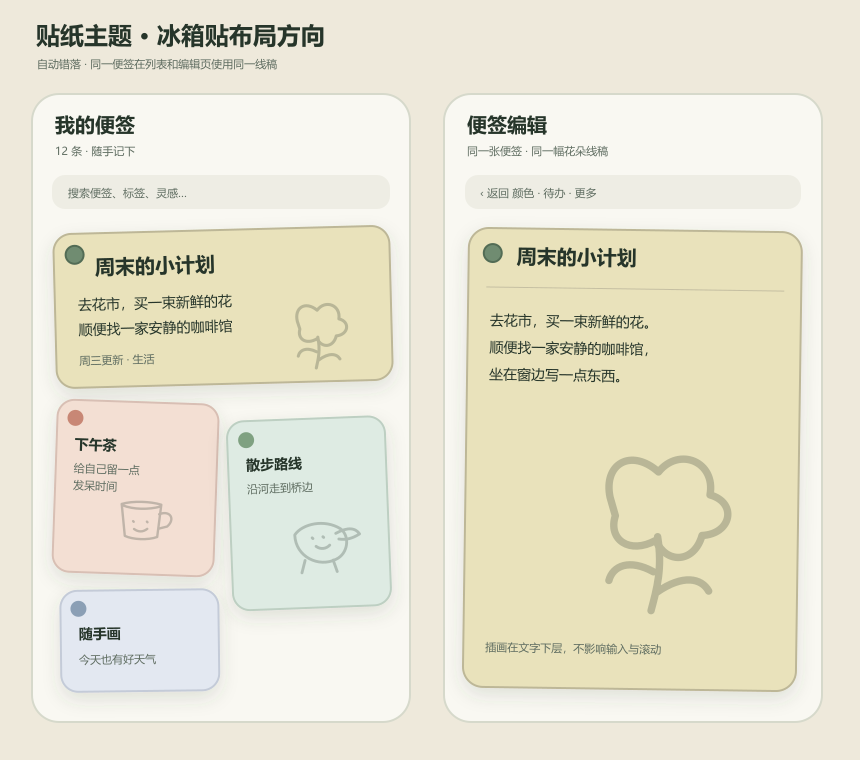 贴纸主题 · 冰箱贴布局方向
自动错落 · 同一便签在列表和编辑页使用同一线稿
我的便签
12 条 · 随手记下
搜索便签、标签、灵感...
周末的小计划
去花市，买一束新鲜的花
顺便找一家安静的咖啡馆
周三更新 · 生活
下午茶
给自己留一点
发呆时间
散步路线
沿河走到桥边
随手画
今天也有好天气
便签编辑
同一张便签 · 同一幅花朵线稿
‹ 返回 颜色 · 待办 · 更多
周末的小计划
去花市，买一束新鲜的花。
顺便找一家安静的咖啡馆，
坐在窗边写一点东西。
插画在文字下层，不影响输入与滚动